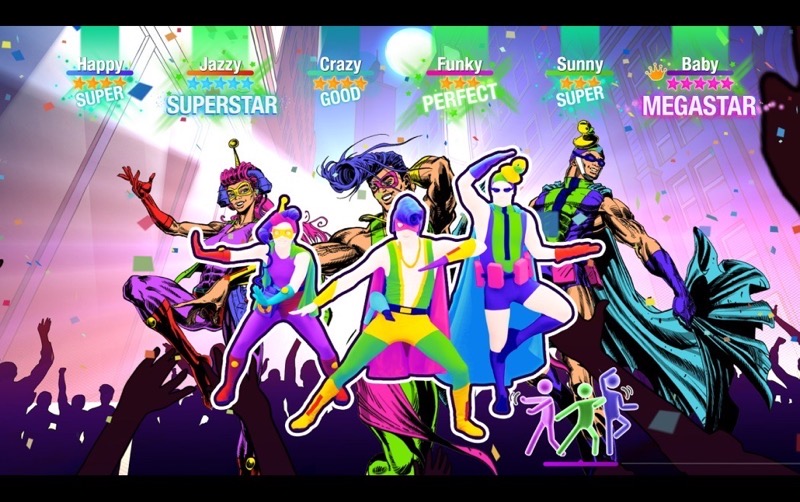 Happy
SUPER
Jazzy
SUPERSTAR
Crazy
GOOD
Funky
PERFECT
Sunny
SUPER
Baby
MEGASTAR